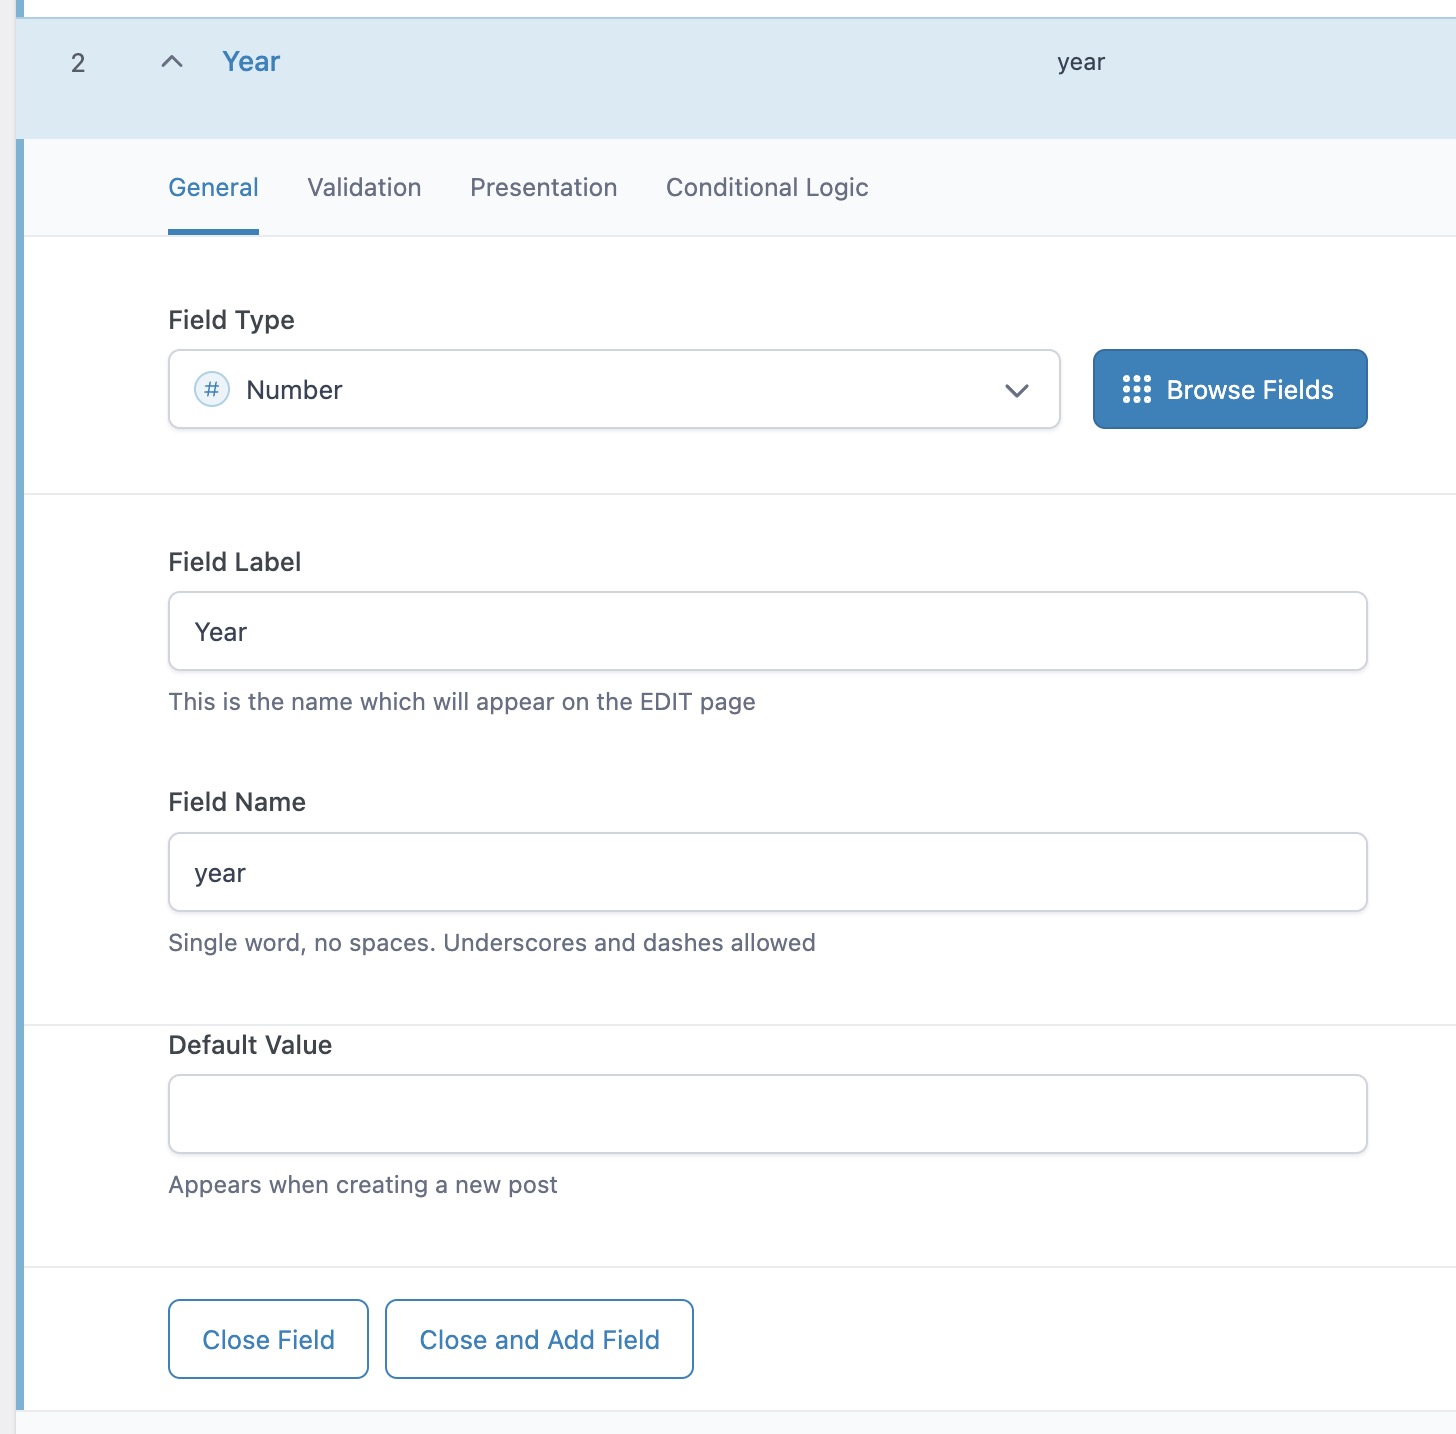 2 Year year
General Validation Presentation Conditional Logic
Field Type
# Number Browse Fields
Field Label
Year
This is the name which will appear on the EDIT page
Field Name
year
Single word, no spaces. Underscores and dashes allowed
Default Value
Appears when creating a new post
Close Field Close and Add Field